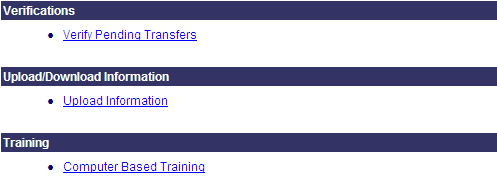 Verifications
Verify Pending Transfers
Upload/Download Information
Upload Information
Training
Computer Based Training